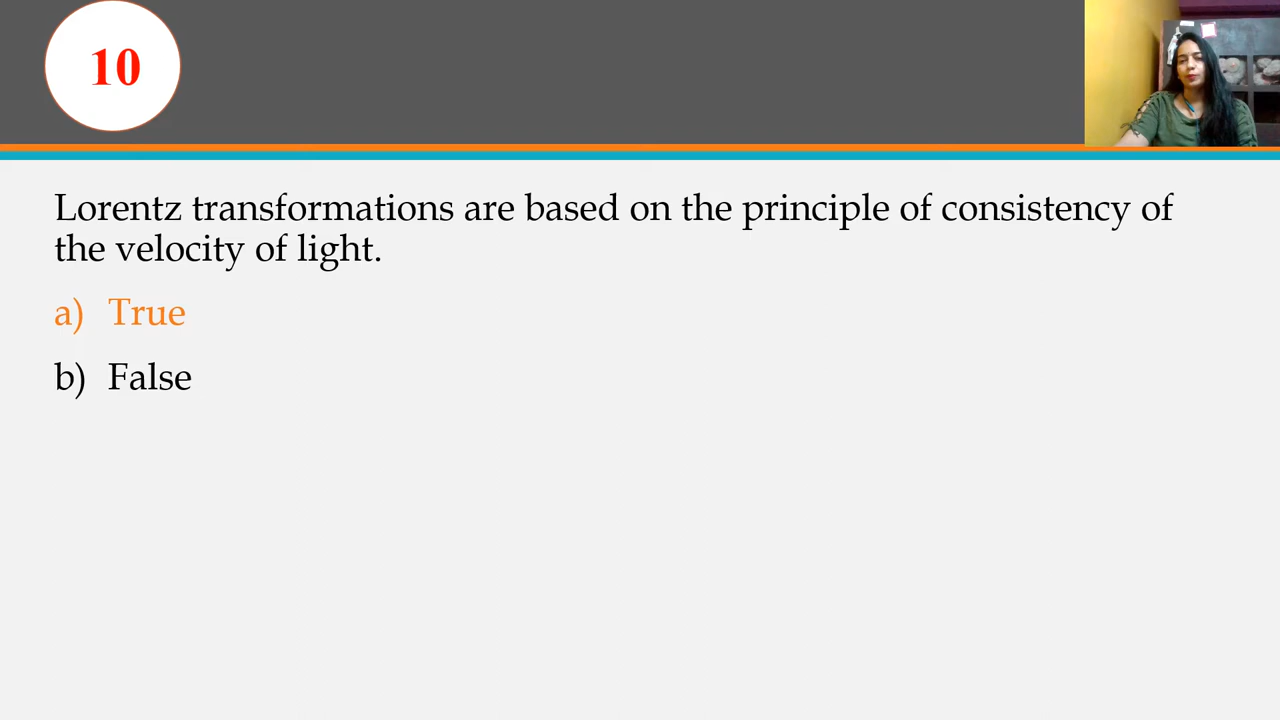 10
Lorentz transformations are based on the principle of consistency of
the velocity of light.
a) True
b) False